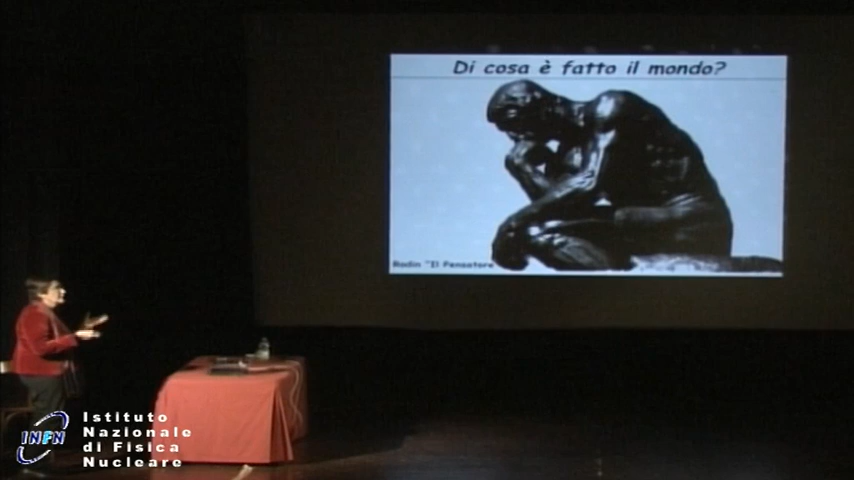 Di cosa è fatto il mondo?
Rodin "Il Pensatore
INFN
Istituto
Nazionale
di Fisica
Nucleare